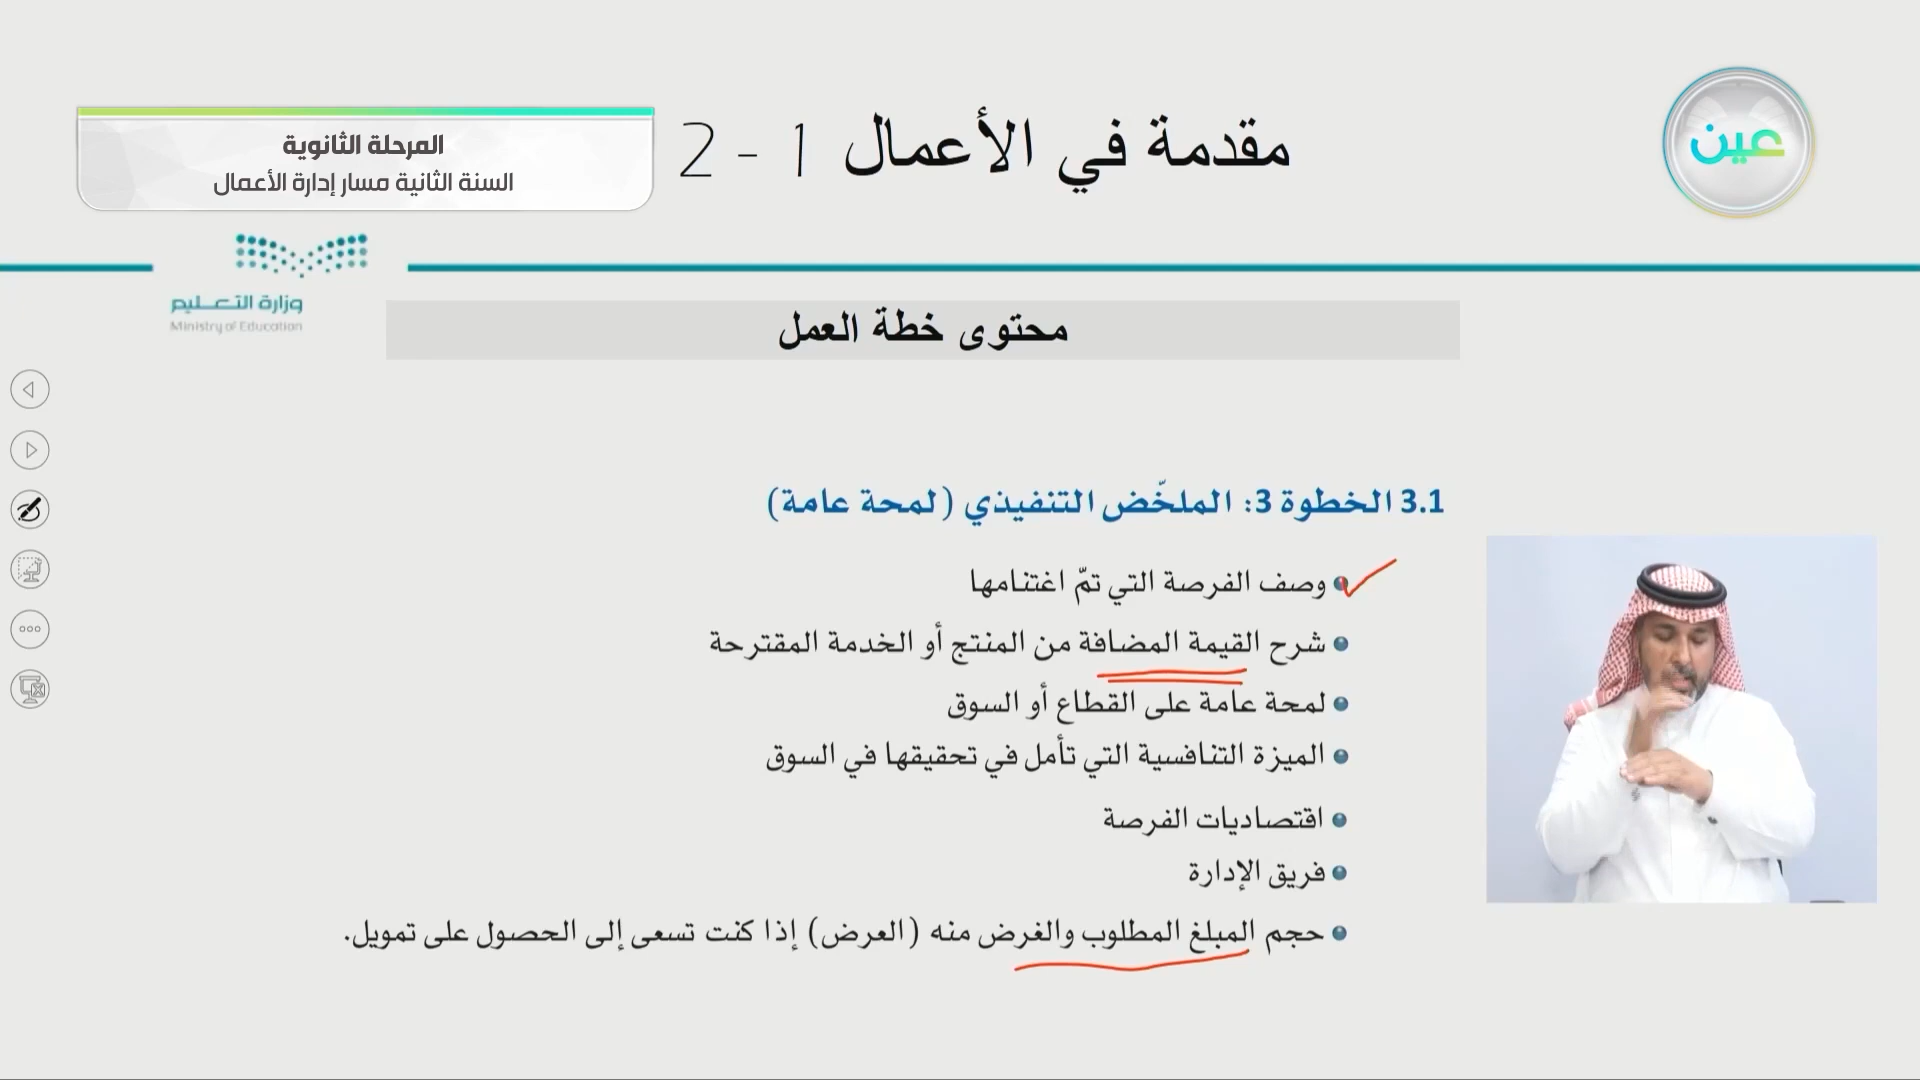 عين
مقدمة في الأعمال 1 - 2
المرحلة الثانوية
السنة الثانية مسار إدارة الأعمال
وزارة التعليم
Ministry of Education
محتوى خطة العمل
3.1 الخطوة 3: الملخّض التنفيذي (لمحة عامة)
وصف الفرصة التي تمّ اغتنامها
شرح القيمة المضافة من المنتج أو الخدمة المقترحة
لمحة عامة على القطاع أو السوق
الميزة التنافسية التي تأمل في تحقيقها في السوق
اقتصاديات الفرصة
فريق الإدارة
حجم المبلغ المطلوب والغرض منه (العرض) إذا كنت تسعى إلى الحصول على تمويل.